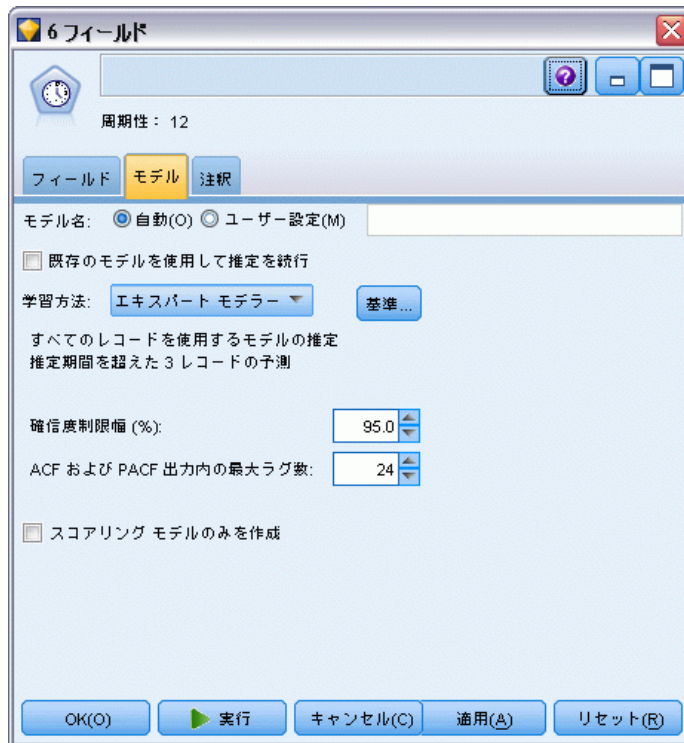 6 フィールド
?
周期性： 12
フィールド モデル 注釈
モデル名: 自動(O) ユーザー設定(M)
既存のモデルを使用して推定を続行
学習方法: エキスパート モデラー 基準...
すべてのレコードを使用するモデルの推定
推定期間を超えた 3 レコードの予測
確信度制限幅 (%): 95.0
ACF および PACF 出力内の最大ラグ数: 24
スコアリング モデルのみを作成
OK(O) 実行 キャンセル(C) 適用(A) リセット(R)